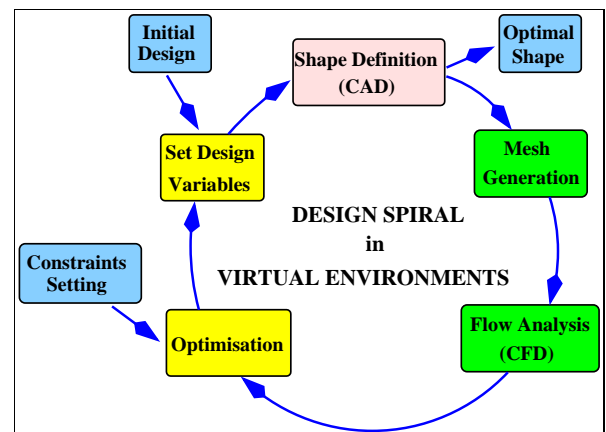 Initial
Design
Shape Definition
(CAD)
Optimal
Shape
Set Design
Variables
Mesh
Generation
DESIGN SPIRAL
in
VIRTUAL ENVIRONMENTS
Constraints
Setting
Optimisation
Flow Analysis
(CFD)